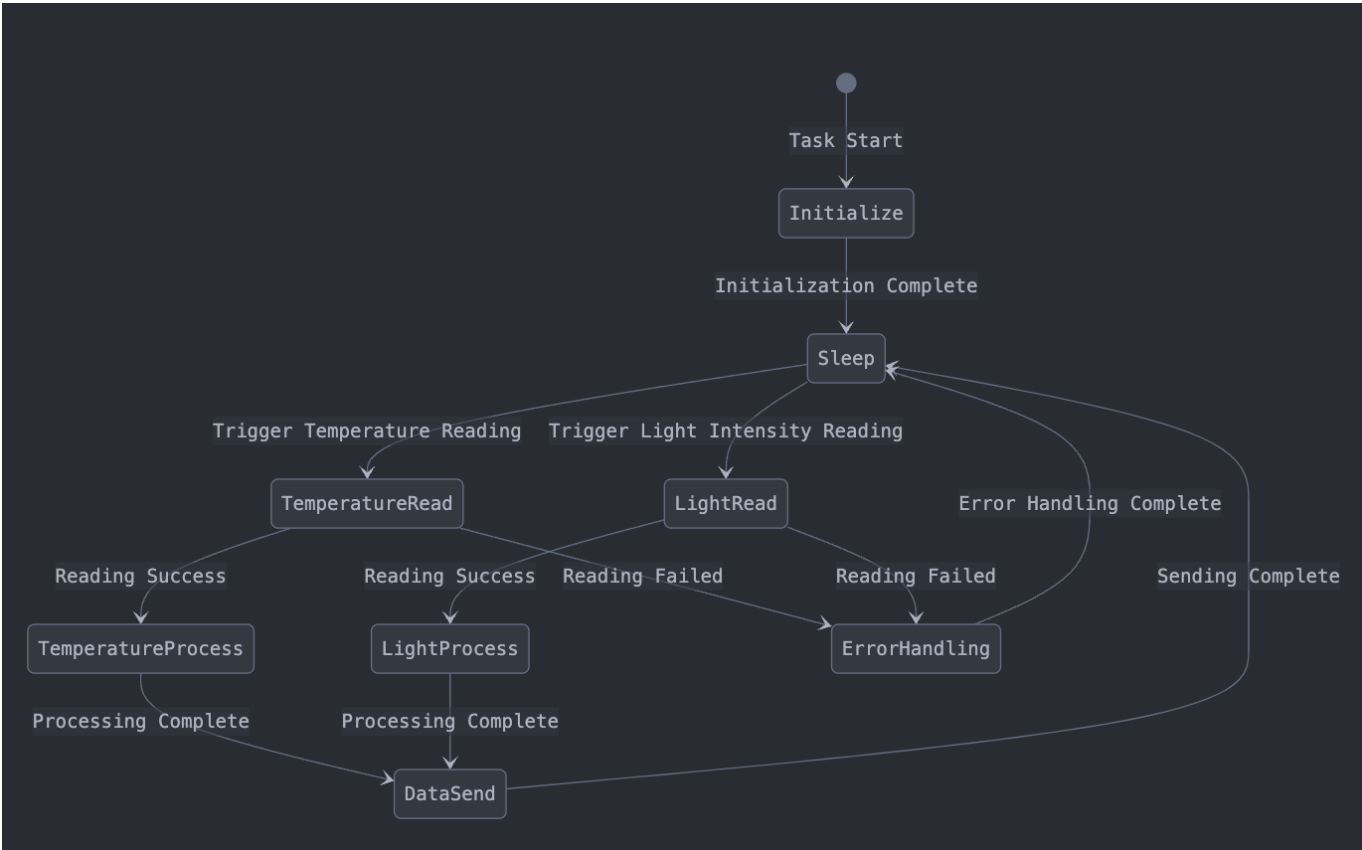 Task Start
Initialize
Initialization Complete
Sleep
Trigger Temperature Reading
Trigger Light Intensity Reading
TemperatureRead
LightRead
Error Handling Complete
Reading Success
Reading Success
Reading Failed
Reading Failed
Sending Complete
TemperatureProcess
LightProcess
ErrorHandling
Processing Complete
Processing Complete
DataSend